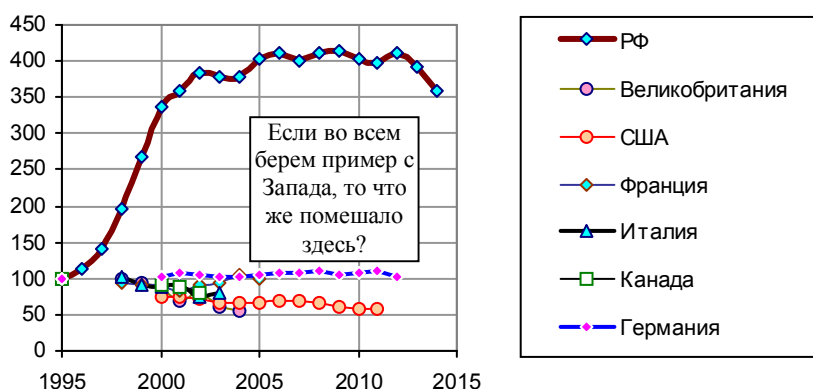 450
400
350
300
250
200
150
100
50
0
Если во всем
берем пример с
Запада, то что
же помешало
здесь?
1995
2000
2005
2010
2015
РФ
Великобритания
США
Франция
Италия
Канада
Германия